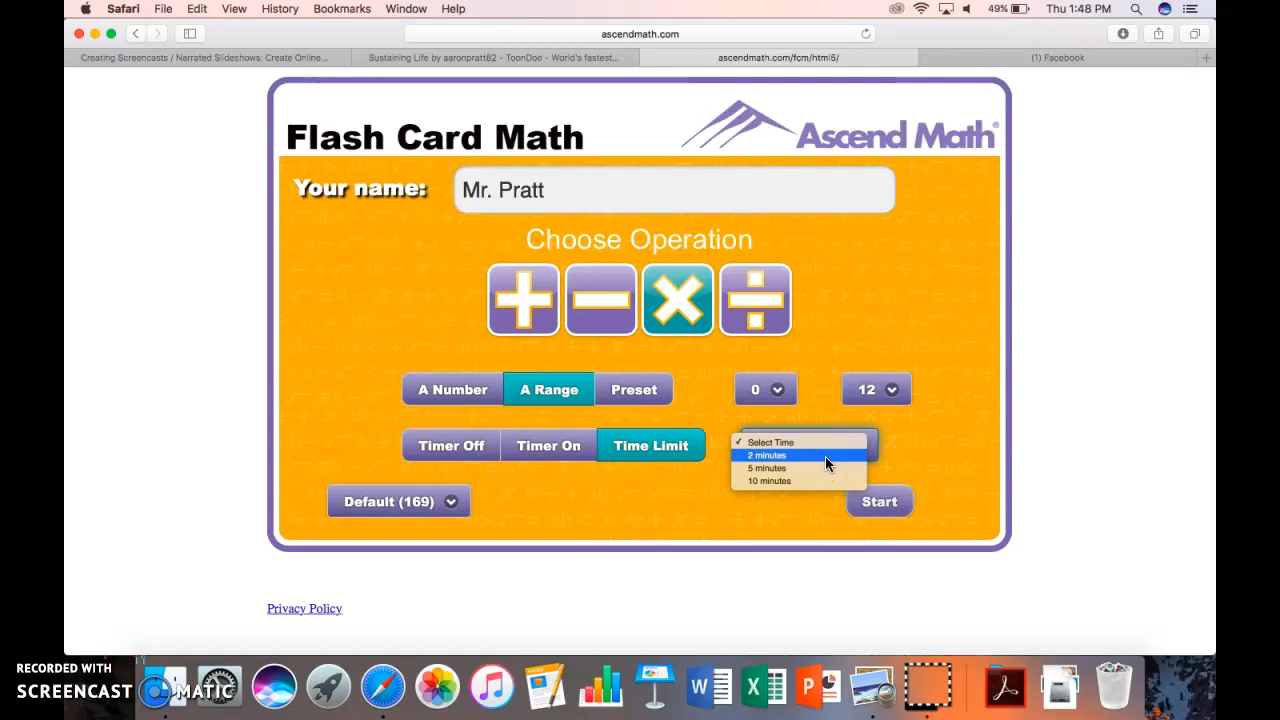 Safari File Edit View History Bookmarks Window Help 49% Thu 1:48 PM
ascendmath.com
Creating Screencasts / Narrated Slideshows: Create Online... Sustaining Life by aaronpratt82 - ToonDoo - World's fastest... ascendmath.com/fcm/html5/ (1) Facebook
Flash Card Math Ascend Math®
Your name: Mr. Pratt
Choose Operation
A Number A Range Preset 0 12
Timer Off Timer On Time Limit
✓ Select Time
2 minutes
5 minutes
10 minutes
Default (169) Start
Privacy Policy
RECORDED WITH
SCREENCAST MATIC